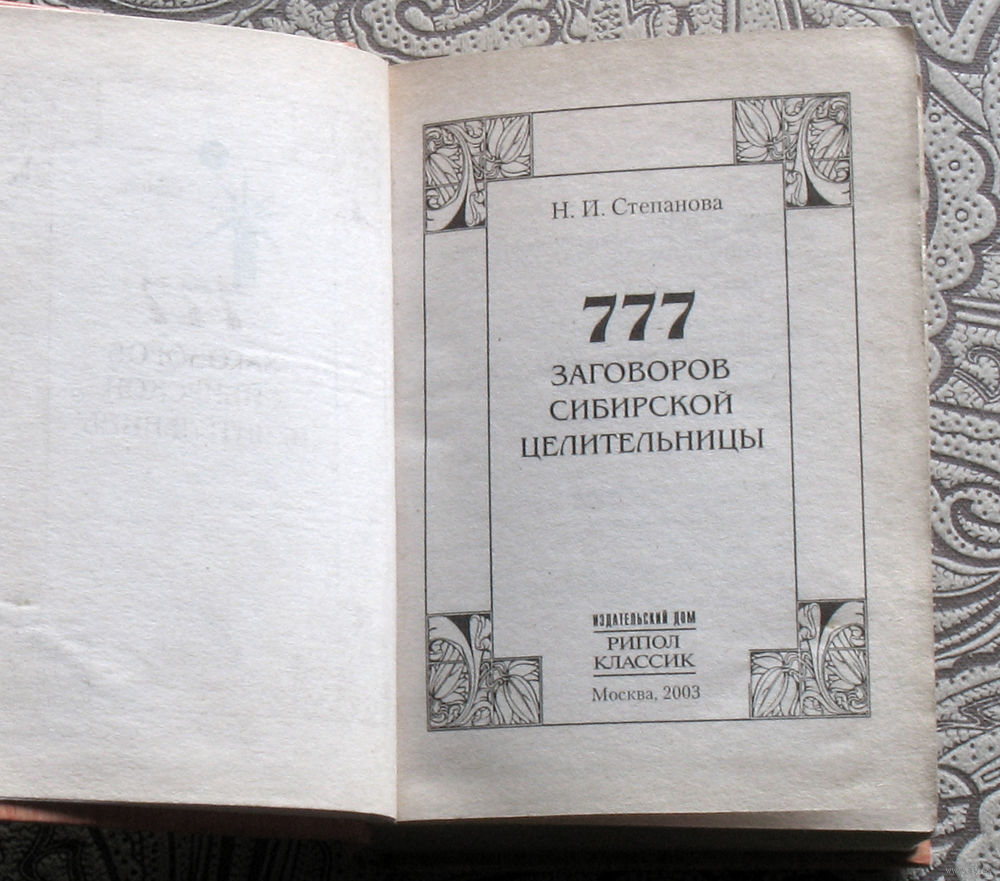 Н. И. Степанова
777
ЗАГОВОРОВ
СИБИРСКОЙ
ЦЕЛИТЕЛЬНИЦЫ
ИЗДАТЕЛЬСКИЙ ДОМ
РИПОЛ
КЛАССИК
Москва, 2003